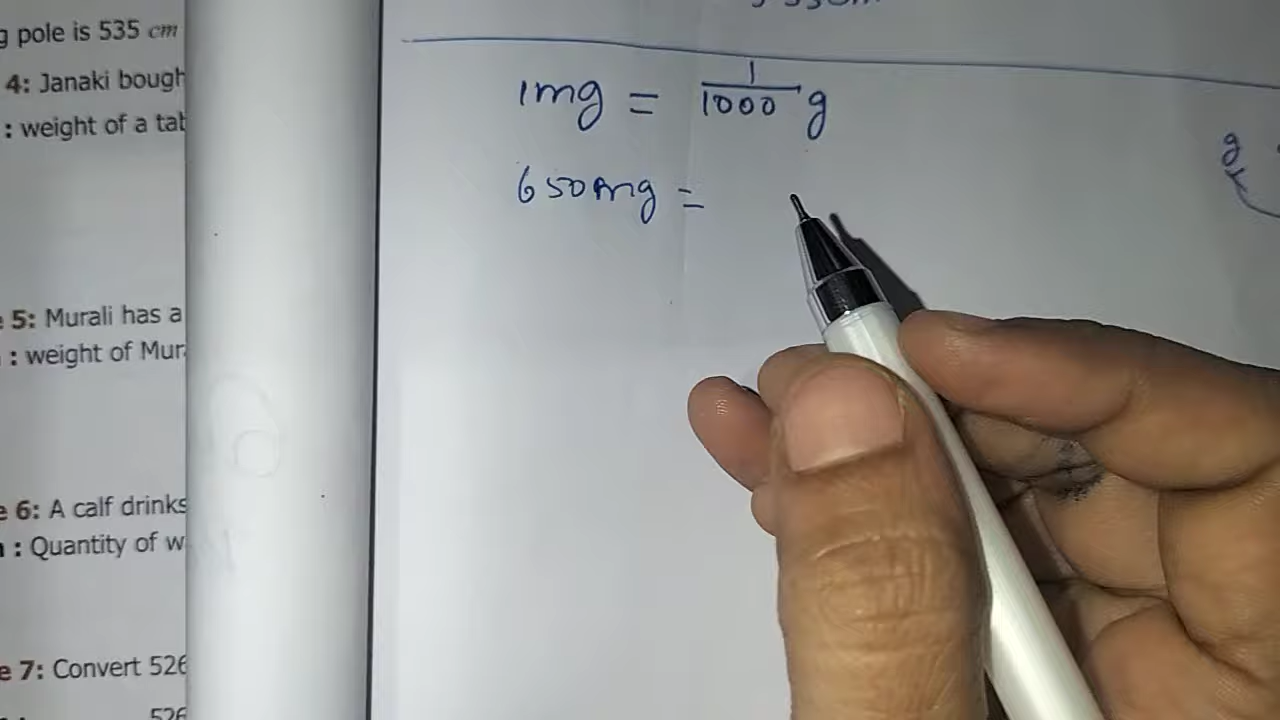 g pole is 535 cm
4: Janaki bough
: weight of a tab
1mg = 1/1000 g
650mg =
5: Murali has a
: weight of Mur
e 6: A calf drinks
: Quantity of w
e 7: Convert 526
526